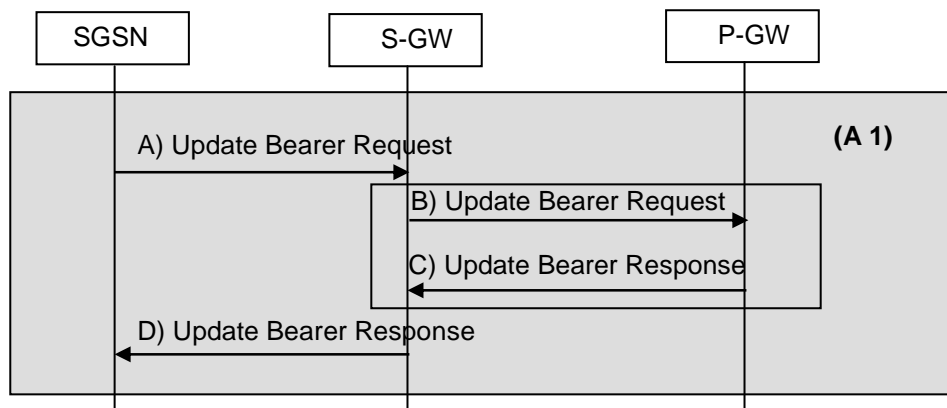 SGSN
S-GW
P-GW
(A 1)
A) Update Bearer Request
B) Update Bearer Request
C) Update Bearer Response
D) Update Bearer Response